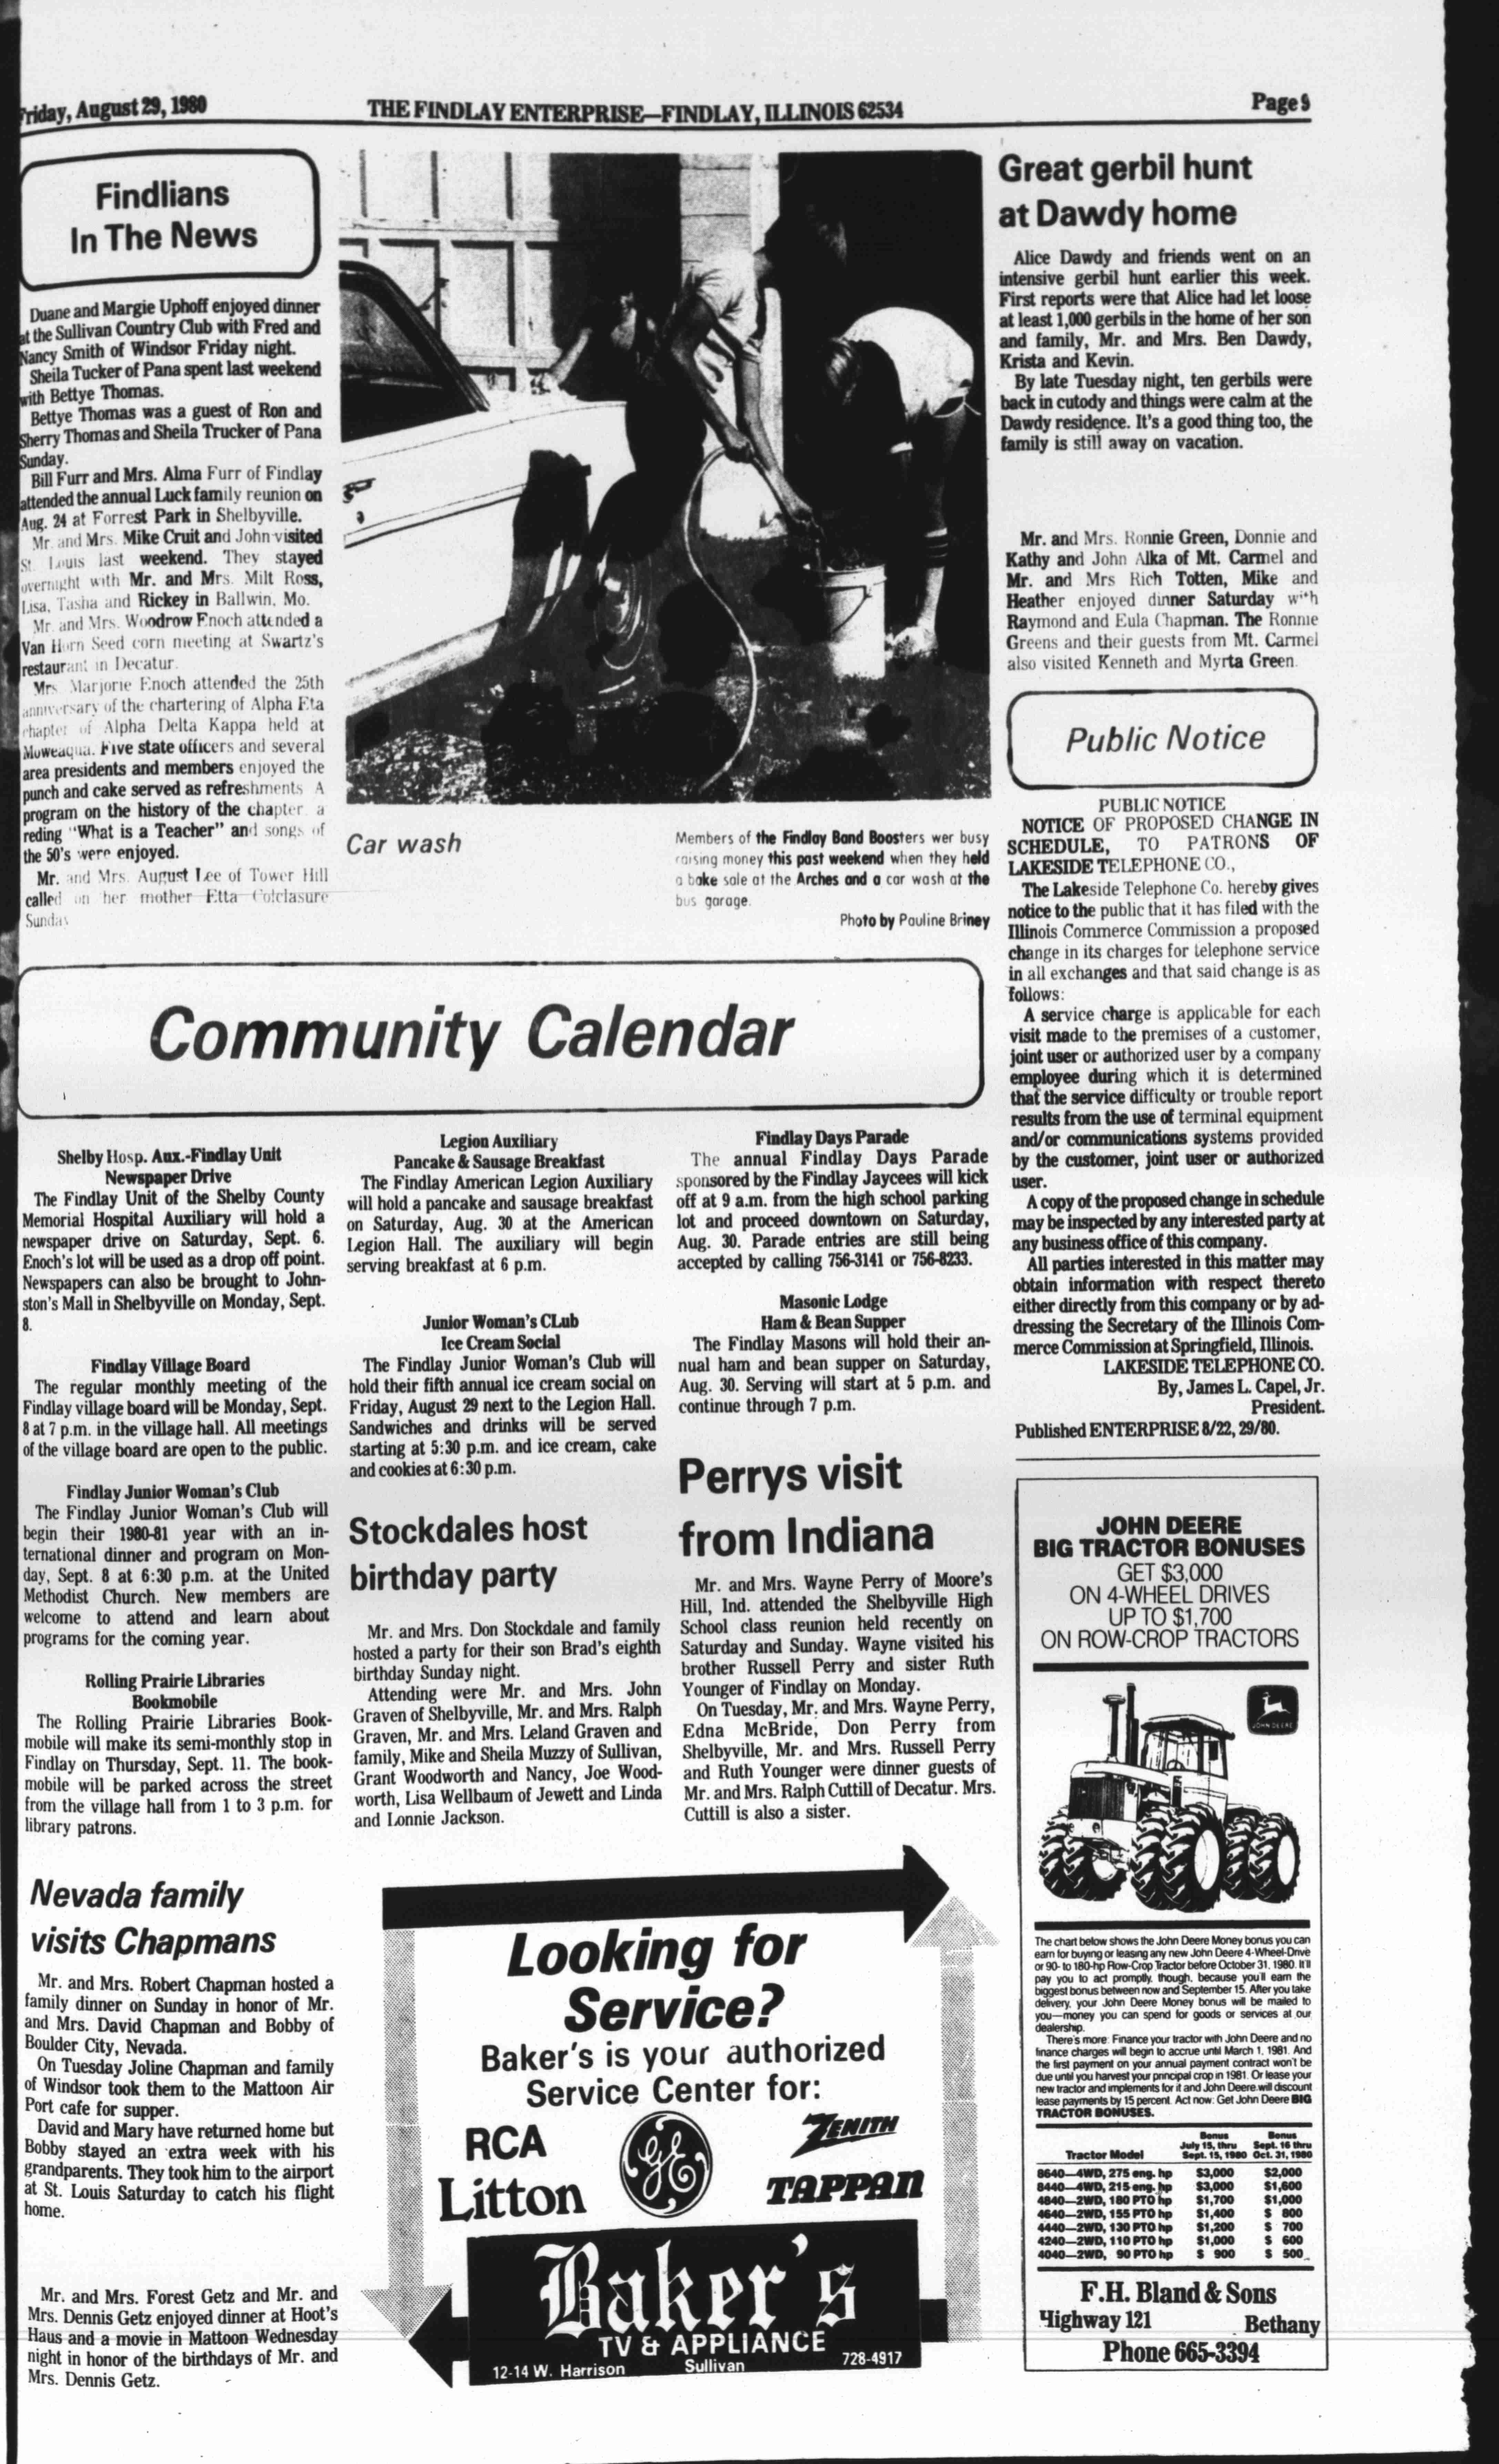 Friday, August 29, 1980
THE FINDLAY ENTERPRISE—FINDLAY, ILLINOIS 62534
Page 5
Findlians
In The News
Duane and Margie Uphoff enjoyed dinner
at the Sullivan Country Club with Fred and
Nancy Smith of Windsor Friday night.
Sheila Tucker of Pana spent last weekend
with Bettye Thomas.
Bettye Thomas was a guest of Ron and
Sherry Thomas and Sheila Trucker of Pana
Sunday.
Bill Furr and Mrs. Alma Furr of Findlay
attended the annual Luck family reunion on
Aug. 24 at Forrest Park in Shelbyville.
Mr. and Mrs. Mike Cruit and John visited
St. Louis last weekend. They stayed
overnight with Mr. and Mrs. Milt Ross,
Lisa, Tasha and Rickey in Ballwin, Mo.
Mr. and Mrs. Woodrow Enoch attended a
Van Horn Seed corn meeting at Swartz's
restaurant in Decatur.
Mrs. Marjorie Enoch attended the 25th
anniversary of the chartering of Alpha Eta
chapter of Alpha Delta Kappa held at
Moweaqua. Five state officers and several
area presidents and members enjoyed the
punch and cake served as refreshments. A
program on the history of the chapter, a
reding "What is a Teacher" and songs of
the 50's were enjoyed.
Mr. and Mrs. August Lee of Tower Hill
called on her mother Etta Cotclasure
Sunday.
Car wash
Members of the Findlay Band Boosters wer busy
raising money this past weekend when they held
a bake sale at the Arches and a car wash at the
bus garage.
Photo by Pauline Briney
Great gerbil hunt
at Dawdy home
Alice Dawdy and friends went on an
intensive gerbil hunt earlier this week.
First reports were that Alice had let loose
at least 1,000 gerbils in the home of her son
and family, Mr. and Mrs. Ben Dawdy,
Krista and Kevin.
By late Tuesday night, ten gerbils were
back in cutody and things were calm at the
Dawdy residence. It's a good thing too, the
family is still away on vacation.
Mr. and Mrs. Ronnie Green, Donnie and
Kathy and John Alka of Mt. Carmel and
Mr. and Mrs Rich Totten, Mike and
Heather enjoyed dinner Saturday with
Raymond and Eula Chapman. The Ronnie
Greens and their guests from Mt. Carmel
also visited Kenneth and Myrta Green.
Public Notice
PUBLIC NOTICE
NOTICE OF PROPOSED CHANGE IN
SCHEDULE, TO PATRONS OF
LAKESIDE TELEPHONE CO.,
The Lakeside Telephone Co. hereby gives
notice to the public that it has filed with the
Illinois Commerce Commission a proposed
change in its charges for telephone service
in all exchanges and that said change is as
follows:
A service charge is applicable for each
visit made to the premises of a customer,
joint user or authorized user by a company
employee during which it is determined
that the service difficulty or trouble report
results from the use of terminal equipment
and/or communications systems provided
by the customer, joint user or authorized
user.
A copy of the proposed change in schedule
may be inspected by any interested party at
any business office of this company.
All parties interested in this matter may
obtain information with respect thereto
either directly from this company or by ad-
dressing the Secretary of the Illinois Com-
merce Commission at Springfield, Illinois.
LAKESIDE TELEPHONE CO.
By, James L. Capel, Jr.
President.
Published ENTERPRISE 8/22, 29/80.
Community Calendar
Shelby Hosp. Aux.-Findlay Unit
Newspaper Drive
The Findlay Unit of the Shelby County
Memorial Hospital Auxiliary will hold a
newspaper drive on Saturday, Sept. 6.
Enoch's lot will be used as a drop off point.
Newspapers can also be brought to John-
ston's Mall in Shelbyville on Monday, Sept.
8.
Findlay Village Board
The regular monthly meeting of the
Findlay village board will be Monday, Sept.
8 at 7 p.m. in the village hall. All meetings
of the village board are open to the public.
Findlay Junior Woman's Club
The Findlay Junior Woman's Club will
begin their 1980-81 year with an in-
ternational dinner and program on Mon-
day, Sept. 8 at 6:30 p.m. at the United
Methodist Church. New members are
welcome to attend and learn about
programs for the coming year.
Rolling Prairie Libraries
Bookmobile
The Rolling Prairie Libraries Book-
mobile will make its semi-monthly stop in
Findlay on Thursday, Sept. 11. The book-
mobile will be parked across the street
from the village hall from 1 to 3 p.m. for
library patrons.
Legion Auxiliary
Pancake & Sausage Breakfast
The Findlay American Legion Auxiliary
will hold a pancake and sausage breakfast
on Saturday, Aug. 30 at the American
Legion Hall. The auxiliary will begin
serving breakfast at 6 p.m.
Junior Woman's CLub
Ice Cream Social
The Findlay Junior Woman's Club will
hold their fifth annual ice cream social on
Friday, August 29 next to the Legion Hall.
Sandwiches and drinks will be served
starting at 5:30 p.m. and ice cream, cake
and cookies at 6:30 p.m.
Findlay Days Parade
The annual Findlay Days Parade
sponsored by the Findlay Jaycees will kick
off at 9 a.m. from the high school parking
lot and proceed downtown on Saturday,
Aug. 30. Parade entries are still being
accepted by calling 756-3141 or 756-8233.
Masonic Lodge
Ham & Bean Supper
The Findlay Masons will hold their an-
nual ham and bean supper on Saturday,
Aug. 30. Serving will start at 5 p.m. and
continue through 7 p.m.
Stockdales host
birthday party
Mr. and Mrs. Don Stockdale and family
hosted a party for their son Brad's eighth
birthday Sunday night.
Attending were Mr. and Mrs. John
Graven of Shelbyville, Mr. and Mrs. Ralph
Graven, Mr. and Mrs. Leland Graven and
family, Mike and Sheila Muzzy of Sullivan,
Grant Woodworth and Nancy, Joe Wood-
worth, Lisa Wellbaum of Jewett and Linda
and Lonnie Jackson.
Perrys visit
from Indiana
Mr. and Mrs. Wayne Perry of Moore's
Hill, Ind. attended the Shelbyville High
School class reunion held recently on
Saturday and Sunday. Wayne visited his
brother Russell Perry and sister Ruth
Younger of Findlay on Monday.
On Tuesday, Mr. and Mrs. Wayne Perry,
Edna McBride, Don Perry from
Shelbyville, Mr. and Mrs. Russell Perry
and Ruth Younger were dinner guests of
Mr. and Mrs. Ralph Cuttill of Decatur. Mrs.
Cuttill is also a sister.
Nevada family
visits Chapmans
Mr. and Mrs. Robert Chapman hosted a
family dinner on Sunday in honor of Mr.
and Mrs. David Chapman and Bobby of
Boulder City, Nevada.
On Tuesday Joline Chapman and family
of Windsor took them to the Mattoon Air
Port cafe for supper.
David and Mary have returned home but
Bobby stayed an extra week with his
grandparents. They took him to the airport
at St. Louis Saturday to catch his flight
home.
Mr. and Mrs. Forest Getz and Mr. and
Mrs. Dennis Getz enjoyed dinner at Hoot's
Haus and a movie in Mattoon Wednesday
night in honor of the birthdays of Mr. and
Mrs. Dennis Getz.
Looking for
Service?
Baker's is your authorized
Service Center for:
RCA
GE
ZENITH
Litton
TAPPAN
Baker's
TV & APPLIANCE
12-14 W. Harrison Sullivan 728-4917
JOHN DEERE
BIG TRACTOR BONUSES
GET $3,000
ON 4-WHEEL DRIVES
UP TO $1,700
ON ROW-CROP TRACTORS
JOHN DEERE
The chart below shows the John Deere Money bonus you can
earn for buying or leasing any new John Deere 4-Wheel-Drive
or 90- to 180-hp Row-Crop Tractor before October 31, 1980. It'll
pay you to act promptly, though, because you'll earn the
biggest bonus between now and September 15. After you take
delivery, your John Deere Money bonus will be mailed to
you—money you can spend for goods or services at our
dealership.
There's more: Finance your tractor with John Deere and no
finance charges will begin to accrue until March 1, 1981. And
the first payment on your annual payment contract won't be
due until you harvest your principal crop in 1981. Or lease your
new tractor and implements for it and John Deere will discount
lease payments by 15 percent. Act now. Get John Deere BIG
TRACTOR BONUSES.
Tractor Model Bonus July 15, thru Sept. 15, 1980 Bonus Sept. 16 thru Oct. 31, 1980
8640—4WD, 275 eng. hp $3,000 $2,000
8440—4WD, 215 eng. hp $3,000 $1,600
4840—2WD, 180 PTO hp $1,700 $1,000
4640—2WD, 155 PTO hp $1,400 $ 800
4440—2WD, 130 PTO hp $1,200 $ 700
4240—2WD, 110 PTO hp $1,000 $ 600
4040—2WD, 90 PTO hp $ 900 $ 500
F.H. Bland & Sons
Highway 121 Bethany
Phone 665-3394